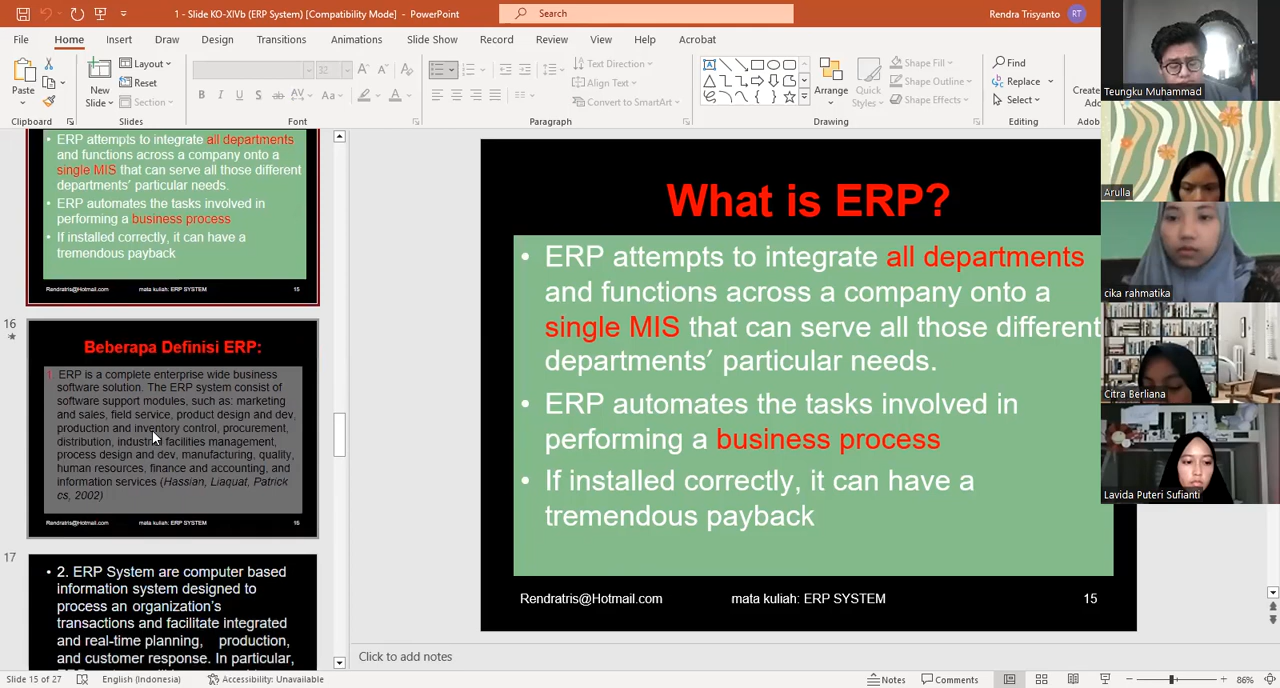 1 - Slide KO-XIVb (ERP System) [Compatibility Mode] - PowerPoint
Search
Rendra Trisyanto
RT
File Home Insert Draw Design Transitions Animations Slide Show Record Review View Help Acrobat
Paste
New Slide
Layout
Reset
Section
32
Text Direction
Align Text
Convert to SmartArt
Arrange
Quick Styles
Shape Fill
Shape Outline
Shape Effects
Find
Replace
Select
Clipboard Slides Font Paragraph Drawing Editing
ERP attempts to integrate all departments
and functions across a company onto a
single MIS that can serve all those different
departments' particular needs.
ERP automates the tasks involved in
performing a business process
If installed correctly, it can have a
tremendous payback
Rendratris@Hotmail.com mata kuliah: ERP SYSTEM 15
16
Beberapa Definisi ERP:
1. ERP is a complete enterprise wide business
software solution. The ERP system consist of
software support modules, such as: marketing
and sales, field service, product design and dev,
production and inventory control, procurement,
distribution, industrial facilities management,
process design and dev, manufacturing, quality,
human resources, finance and accounting, and
information services (Hassian, Liaquat, Patrick
cs, 2002)
Rendratris@Hotmail.com mata kuliah: ERP SYSTEM 16
17
• 2. ERP System are computer based
information system designed to
process an organization's
transactions and facilitate integrated
and real-time planning, production,
and customer response. In particular,
What is ERP?
• ERP attempts to integrate all departments
and functions across a company onto a
single MIS that can serve all those different
departments' particular needs.
• ERP automates the tasks involved in
performing a business process
• If installed correctly, it can have a
tremendous payback
Rendratris@Hotmail.com mata kuliah: ERP SYSTEM 15
Click to add notes
Slide 15 of 27
English (Indonesia)
Accessibility: Unavailable
Notes
Comments
86%
Teungku Muhammad
Arulla
cika rahmatika
Citra Berliana
Lavida Puteri Sufianti